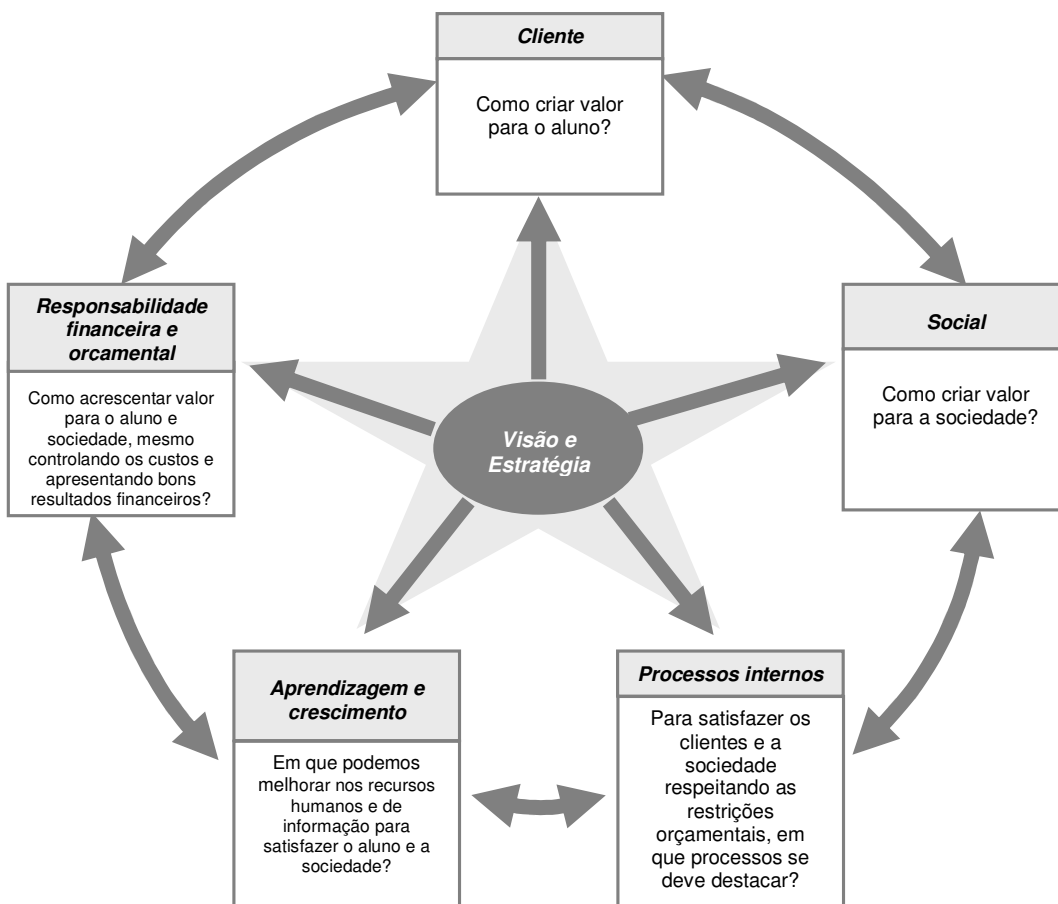 Cliente
Como criar valor
para o aluno?
Responsabilidade
financeira e
orcamental
Como acrescentar valor
para o aluno e
sociedade, mesmo
controlando os custos e
apresentando bons
resultados financeiros?
Social
Como criar valor
para a sociedade?
Visão e
Estratégia
Aprendizagem e
crescimento
Em que podemos
melhorar nos recursos
humanos e de
informação para
satisfazer o aluno e a
sociedade?
Processos internos
Para satisfazer os
clientes e a
sociedade
respeitando as
restrições
orçamentais, em
que processos se
deve destacar?